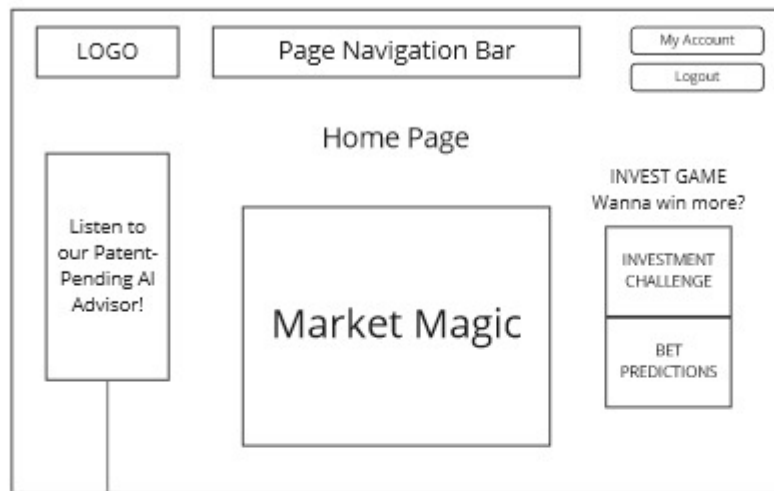 LOGO
Page Navigation Bar
My Account
Logout
Home Page
Listen to
our Patent-
Pending AI
Advisor!
Market Magic
INVEST GAME
Wanna win more?
INVESTMENT
CHALLENGE
BET
PREDICTIONS